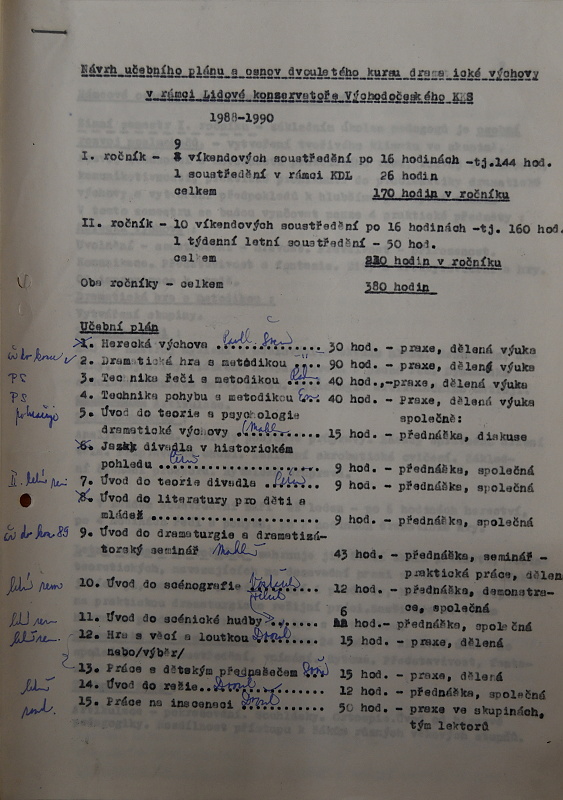 Návrh učebního plánu a osnov dvouletého kursu dramatické výchovy
v rámci Lidové konzervatoře Východočeského KKS
1988-1990
9
I. ročník - 8 víkendových soustředění po 16 hodinách -tj.144 hod.
1 soustředění v rámci KDL 26 hodin
celkem 170 hodin v ročníku
II. ročník - 10 víkendových soustředění po 16 hodinách -tj. 160 hod.
1 týdenní letní soustředění - 50 hod.
celkem 210 hodin v ročníku
Oba ročníky - celkem 380 hodin
Učební plán
1. Herecká výchova ............ 30 hod. - praxe, dělená výuka
2. Dramatická hra s metodikou .... 90 hod. - praxe, dělená výuka
3. Technika řeči s metodikou ..... 40 hod.,-praxe, dělená výuka
PS
4. Technika pohybu s metodikou 40 hod. - Praxe, dělená výuka
PS
5. Úvod do teorie a psychologie společně:
dramatické výchovy ........... 15 hod. - přednáška, diskuse
6. Jazyk divadla v historickém
pohledu .................... 9 hod. - přednáška, společná
7. Úvod do teorie divadla ...... 9 hod. - přednáška, společná
8. Úvod do literatury pro děti a
mládež ..................... 9 hod. - přednáška, společná
9. Úvod do dramaturgie a dramatizá-
torský seminář 43 hod. - přednáška, seminář -
praktická práce, dělen
10. Úvod do scénografie ........ 12 hod. - přednáška, demonstra-
ce, společná
6
11. Úvod do scénické hudby....... hod.- přednáška, společná
12. Hra s věcí a loutkou ....... 15 hod. - praxe, dělená
nebo/výběr/
13. Práce s dětským přednašečem 15 hod. - praxe, dělená
14. Úvod do režie.............. 12 hod. - přednáška, společná
15. Práce na inscenaci .......... 50 hod. - praxe ve skupinách,
tým lektorů